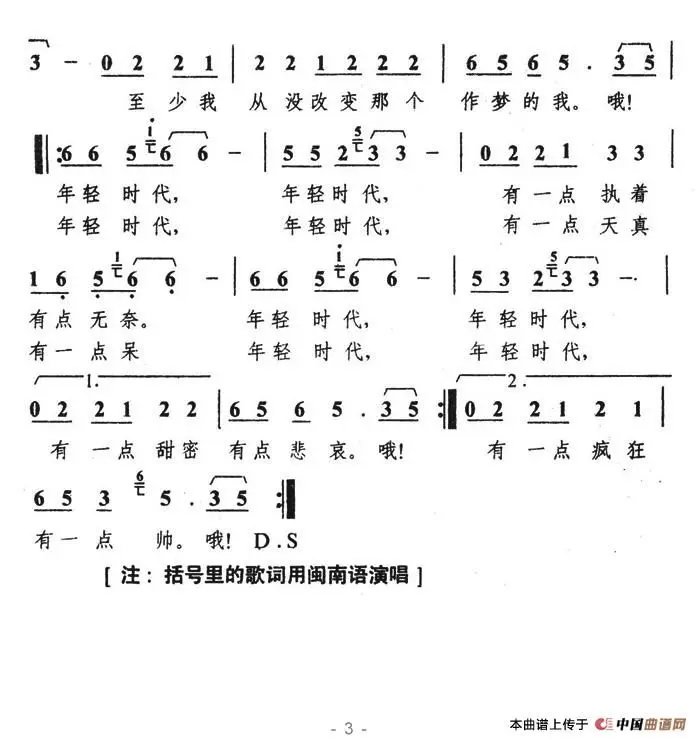 3 - 0 2 2 1 | 2 2 1 2 2 2 | 6 5 6 5 . 3 5 |
至少我 从没改变那个 作梦的我。哦!
‖: 6 6 5 i 6 6 - | 5 5 2 5 3 3 - | 0 2 2 1 3 3 |
年轻时代, 年轻时代, 有一点执着
年轻时代, 年轻时代, 有一点天真
1 6 5 1 6 6 - | 6 6 5 i 6 6 - | 5 3 2 5 3 3 - |
有点无奈。 年轻时代, 年轻时代,
有一点呆 年轻时代, 年轻时代,
1. 2.
0 2 2 1 2 2 | 6 5 6 5 . 3 5 :‖ 0 2 2 1 2 1 |
有一点甜密 有点悲哀。哦! 有一点疯狂
6 5 3 6 5 . 3 5 :‖
有一点帅。哦! D.S
[ 注: 括号里的歌词用闽南语演唱 ]
- 3 -
本曲谱上传于 中国曲谱网